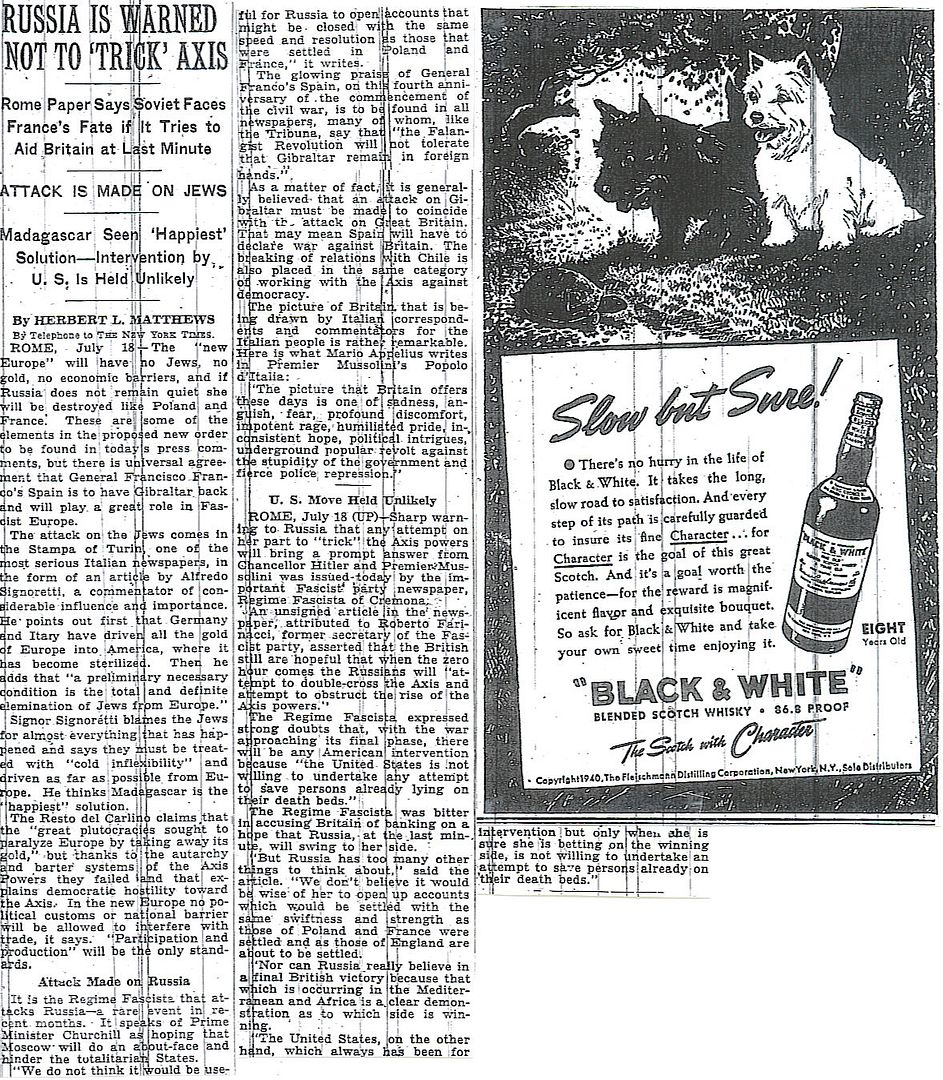 RUSSIA IS WARNED
NOT TO 'TRICK' AXIS
Rome Paper Says Soviet Faces
France's Fate if It Tries to
Aid Britain at Last Minute
ATTACK IS MADE ON JEWS
Madagascar Seen 'Happiest'
Solution—Intervention by
U. S. Is Held Unlikely
By HERBERT L. MATTHEWS
By Telephone to THE NEW YORK TIMES.
ROME, July 18—The "new
Europe" will have no Jews, no
gold, no economic barriers, and if
Russia does not remain quiet she
will be destroyed like Poland and
France. These are some of the
elements in the proposed new order
to be found in today's press com-
ments, but there is universal agree-
ment that General Francisco Fran-
co's Spain is to have Gibraltar back
and will play a great role in Fas-
cist Europe.
The attack on the Jews comes in
the Stampa of Turin, one of the
most serious Italian newspapers, in
the form of an article by Alfredo
Signoretti, a commentator of con-
siderable influence and importance.
He points out first that Germany
and Itary have driven all the gold
of Europe into America, where it
has become sterilized. Then he
adds that "a preliminary necessary
condition is the total and definite
elemination of Jews from Europe."
Signor Signorétti blames the Jews
for almost everything that has hap-
pened and says they must be treat-
ed with "cold inflexibility" and
driven as far as possible from Eu-
rope. He thinks Madagascar is the
"happiest" solution.
The Resto del Carlino claims that
the "great plutocracies sought to
paralyze Europe by taking away its
gold," but thanks to the autarchy
and barter systems of the Axis
Powers they failed and that ex-
plains democratic hostility toward
the Axis. In the new Europe no po-
litical customs or national barrier
will be allowed to interfere with
trade, it says. "Participation and
production" will be the only stand-
ards.
Attack Made on Russia
It is the Regime Fascista that at-
tacks Russia—a rare event in re-
cent months. It speaks of Prime
Minister Churchill as hoping that
Moscow will do an about-face and
hinder the totalitarian States.
"We do not think it would be use-
ful for Russia to open accounts that
might be closed with the same
speed and resolution as those that
were settled in Poland and
France," it writes.
The glowing praise of General
Franco's Spain, on this fourth anni-
versary of the commencement of
the civil war, is to be found in all
newspapers, many of whom, like
the Tribuna, say that "the Falan-
gist Revolution will not tolerate
that Gibraltar remain in foreign
hands."
As a matter of fact, it is general-
ly believed that an attack on Gi-
braltar must be made to coincide
with th. attack on Great Britain.
That may mean Spain will have to
declare war against Britain. The
breaking of relations with Chile is
also placed in the same category
of working with the Axis against
democracy.
The picture of Britain that is be-
ing drawn by Italian correspond-
ents and commentators for the
Italian people is rather remarkable.
Here is what Mario Appelius writes
in Premier Mussolini's Popolo
d'Italia:
"The picture that Britain offers
these days is one of sadness, an-
guish, fear, profound discomfort,
impotent rage, humiliated pride, in-
consistent hope, political intrigues,
underground popular revolt against
the stupidity of the government and
fierce police repression."
U. S. Move Held Unlikely
ROME, July 18 (UP)—Sharp warn-
ing to Russia that any attempt on
her part to "trick" the Axis powers
will bring a prompt answer from
Chancellor Hitler and Premier Mus-
solini was issued today by the im-
portant Fascist party newspaper,
Regime Fascista of Cremona.
An unsigned article in the news-
paper, attributed to Roberto Fari-
nacci, former secretary of the Fas-
cist party, asserted that the British
still are hopeful that when the zero
hour comes the Russians will "at-
tempt to double-cross the Axis and
attempt to obstruct the rise of the
Axis powers."
The Regime Fascista expressed
strong doubts that, with the war
approaching its final phase, there
will be any American intervention
because "the United States is not
willing to undertake any attempt
to save persons already lying on
their death beds."
The Regime Fascista was bitter
in accusing Britain of banking on a
hope that Russia, at the last min-
ute, will swing to her side.
"But Russia has too many other
things to think about," said the
article. "We don't believe it would
be wise of her to open up accounts
which would be settled with the
same swiftness and strength as
those of Poland and France were
settled and as those of England are
about to be settled.
"Nor can Russia really believe in
a final British victory because that
which is occurring in the Mediter-
ranean and Africa is a clear demon-
stration as to which side is win-
ning.
"The United States, on the other
hand, which always has been for
intervention but only when she is
sure she is betting on the winning
side, is not willing to undertake an
attempt to save persons already on
their death beds."
Slow but Sure!
There's no hurry in the life of
Black & White. It takes the long,
slow road to satisfaction. And every
step of its path is carefully guarded
to insure its fine Character... for
Character is the goal of this great
Scotch. And it's a goal worth the
patience—for the reward is magnif-
icent flavor and exquisite bouquet.
So ask for Black & White and take
your own sweet time enjoying it.
BLACK & WHITE
EIGHT
Years Old
"BLACK & WHITE"
BLENDED SCOTCH WHISKY • 86.8 PROOF
The Scotch with Character
Copyright 1940, The Fleischmann Distilling Corporation, New York, N.Y., Sole Distributors